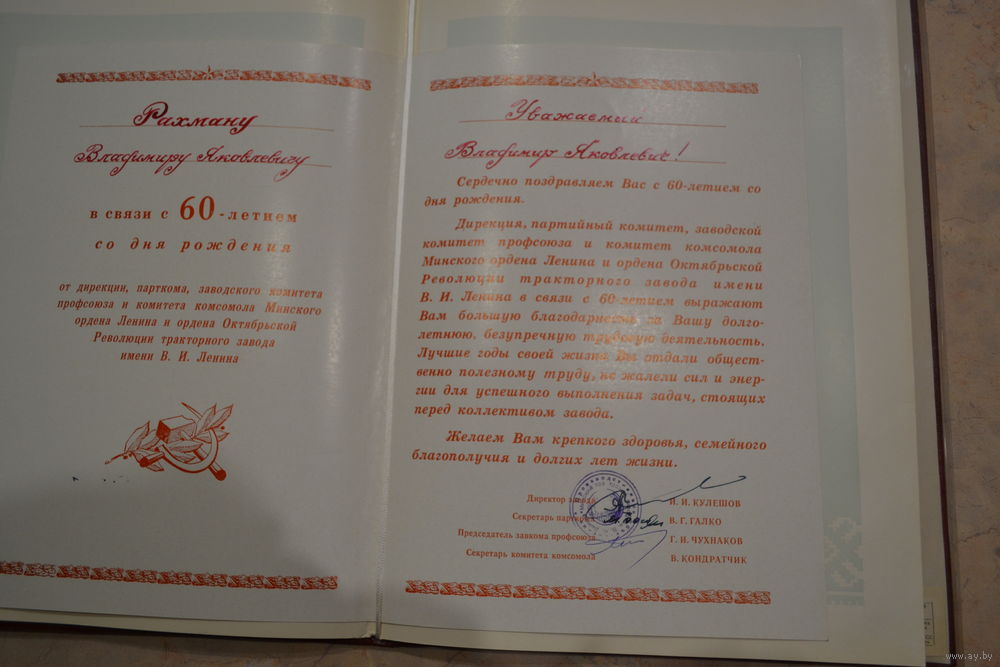 Рахману
Владимиру Яковлевичу
в связи с 60-летием
со дня рождения
от дирекции, парткома, заводского комитета
профсоюза и комитета комсомола Минского
ордена Ленина и ордена Октябрьской
Революции тракторного завода
имени В. И. Ленина
Уважаемый
Владимир Яковлевич!
Сердечно поздравляем Вас с 60-летием со
дня рождения.
Дирекция, партийный комитет, заводской
комитет профсоюза и комитет комсомола
Минского ордена Ленина и ордена Октябрьской
Революции тракторного завода имени
В. И. Ленина в связи с 60-летием выражают
Вам большую благодарность за Вашу долго-
летнюю, безупречную трудовую деятельность.
Лучшие годы своей жизни Вы отдали общест-
венно полезному труду, не жалели сил и энер-
гии для успешного выполнения задач, стоящих
перед коллективом завода.
Желаем Вам крепкого здоровья, семейного
благополучия и долгих лет жизни.
Директор завода И. И. КУЛЕШОВ
Секретарь парткома В. Г. ГАЛКО
Председатель завкома профсоюза Г. И. ЧУХНАКОВ
Секретарь комитета комсомола В. КОНДРАТЧИК
www.ay.by